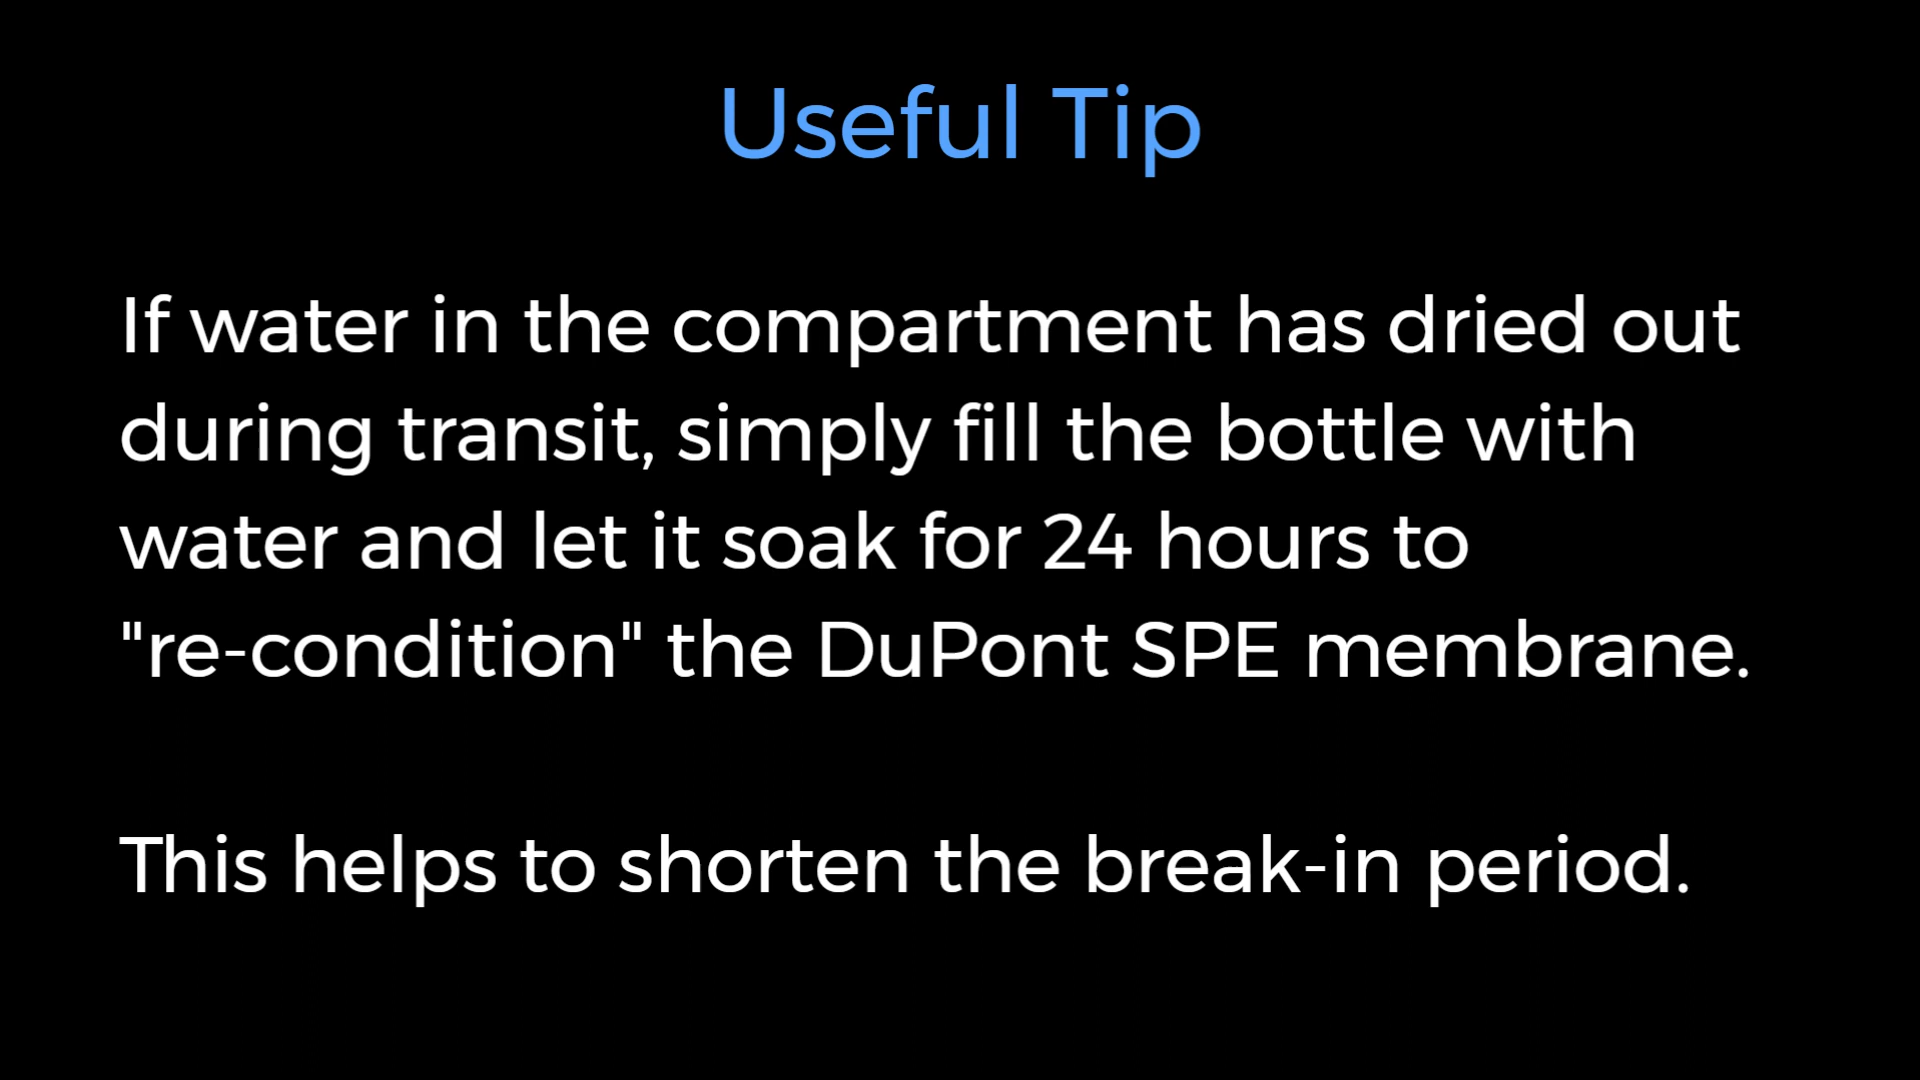 Useful Tip
If water in the compartment has dried out
during transit, simply fill the bottle with
water and let it soak for 24 hours to
"re-condition" the DuPont SPE membrane.
This helps to shorten the break-in period.